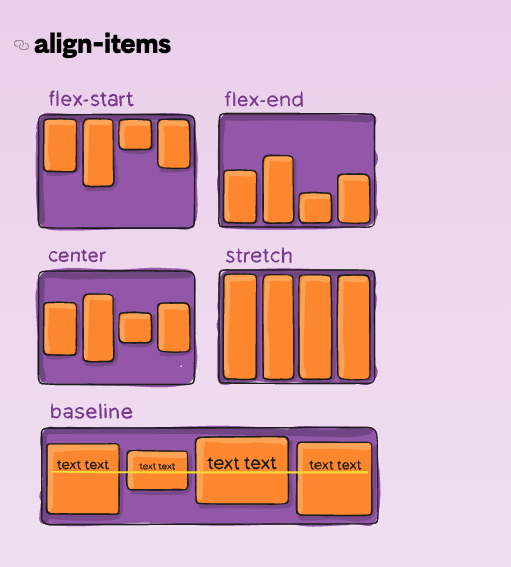 align-items
flex-start
flex-end
center
stretch
baseline
text text
text text
text text
text text